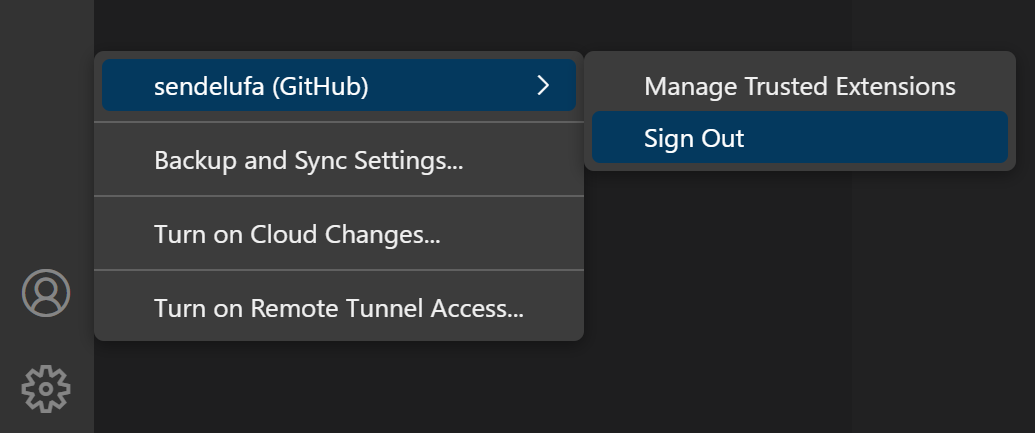 sendelufa (GitHub)
Manage Trusted Extensions
Sign Out
Backup and Sync Settings...
Turn on Cloud Changes...
Turn on Remote Tunnel Access...